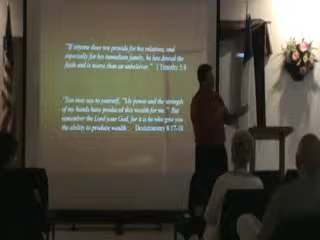 "If anyone does not provide for his relatives, and
especially for his immediate family, he has denied the
faith and is worse than an unbeliever." 1 Timothy 5:8
"You may say to yourself, "My power and the strength
of my hands have produced this wealth for me." But
remember the Lord your God, for it is he who give you
the ability to produce wealth... Deuteronomy 8:17-18